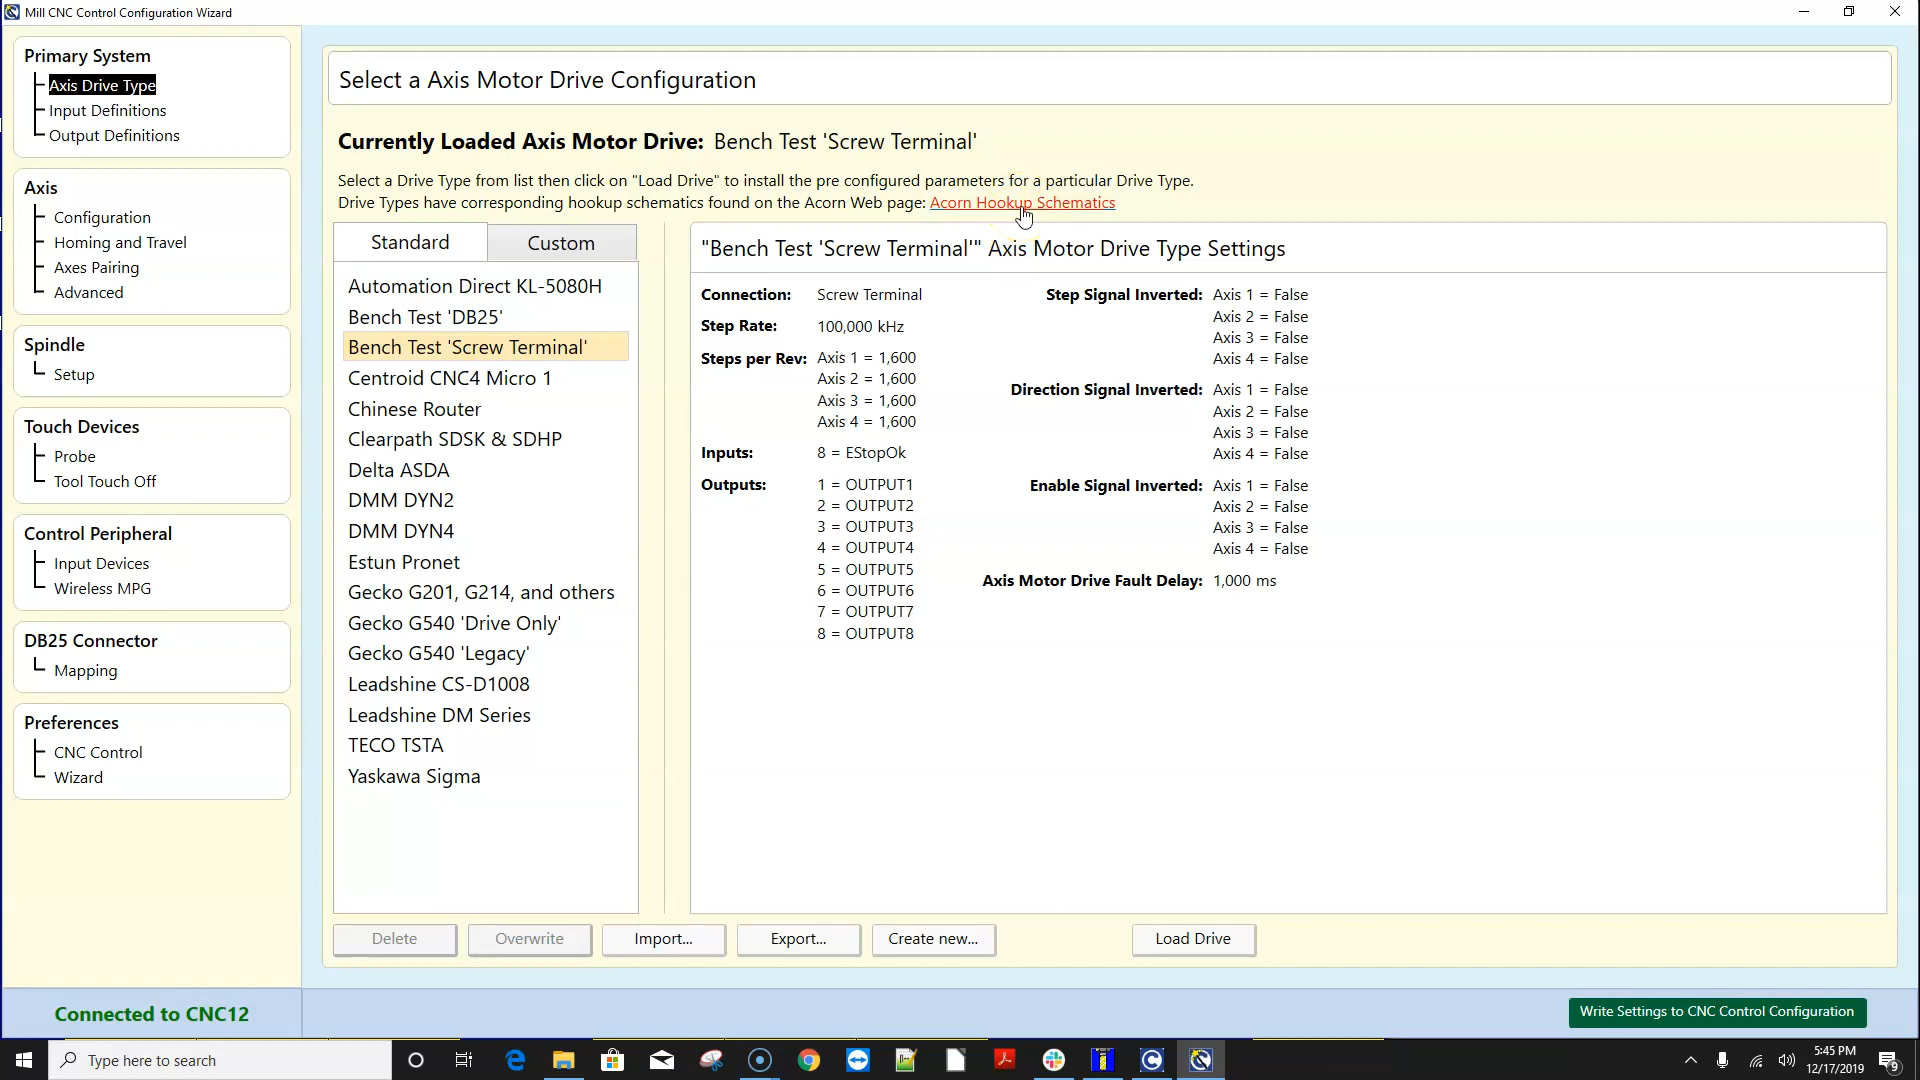 Mill CNC Control Configuration Wizard
Primary System
Axis Drive Type
Input Definitions
Output Definitions
Axis
Configuration
Homing and Travel
Axes Pairing
Advanced
Spindle
Setup
Touch Devices
Probe
Tool Touch Off
Control Peripheral
Input Devices
Wireless MPG
DB25 Connector
Mapping
Preferences
CNC Control
Wizard
Connected to CNC12
Select a Axis Motor Drive Configuration
Currently Loaded Axis Motor Drive: Bench Test 'Screw Terminal'
Select a Drive Type from list then click on "Load Drive" to install the pre configured parameters for a particular Drive Type.
Drive Types have corresponding hookup schematics found on the Acorn Web page: Acorn Hookup Schematics
Standard
Custom
Automation Direct KL-5080H
Bench Test 'DB25'
Bench Test 'Screw Terminal'
Centroid CNC4 Micro 1
Chinese Router
Clearpath SDSK & SDHP
Delta ASDA
DMM DYN2
DMM DYN4
Estun Pronet
Gecko G201, G214, and others
Gecko G540 'Drive Only'
Gecko G540 'Legacy'
Leadshine CS-D1008
Leadshine DM Series
TECO TSTA
Yaskawa Sigma
"Bench Test 'Screw Terminal'" Axis Motor Drive Type Settings
Connection: Screw Terminal
Step Rate: 100,000 kHz
Steps per Rev: Axis 1 = 1,600
Axis 2 = 1,600
Axis 3 = 1,600
Axis 4 = 1,600
Inputs: 8 = EStopOk
Outputs: 1 = OUTPUT1
2 = OUTPUT2
3 = OUTPUT3
4 = OUTPUT4
5 = OUTPUT5
6 = OUTPUT6
7 = OUTPUT7
8 = OUTPUT8
Step Signal Inverted: Axis 1 = False
Axis 2 = False
Axis 3 = False
Axis 4 = False
Direction Signal Inverted: Axis 1 = False
Axis 2 = False
Axis 3 = False
Axis 4 = False
Enable Signal Inverted: Axis 1 = False
Axis 2 = False
Axis 3 = False
Axis 4 = False
Axis Motor Drive Fault Delay: 1,000 ms
Delete
Overwrite
Import...
Export...
Create new...
Load Drive
Write Settings to CNC Control Configuration
Type here to search
5:45 PM
12/17/2019
9